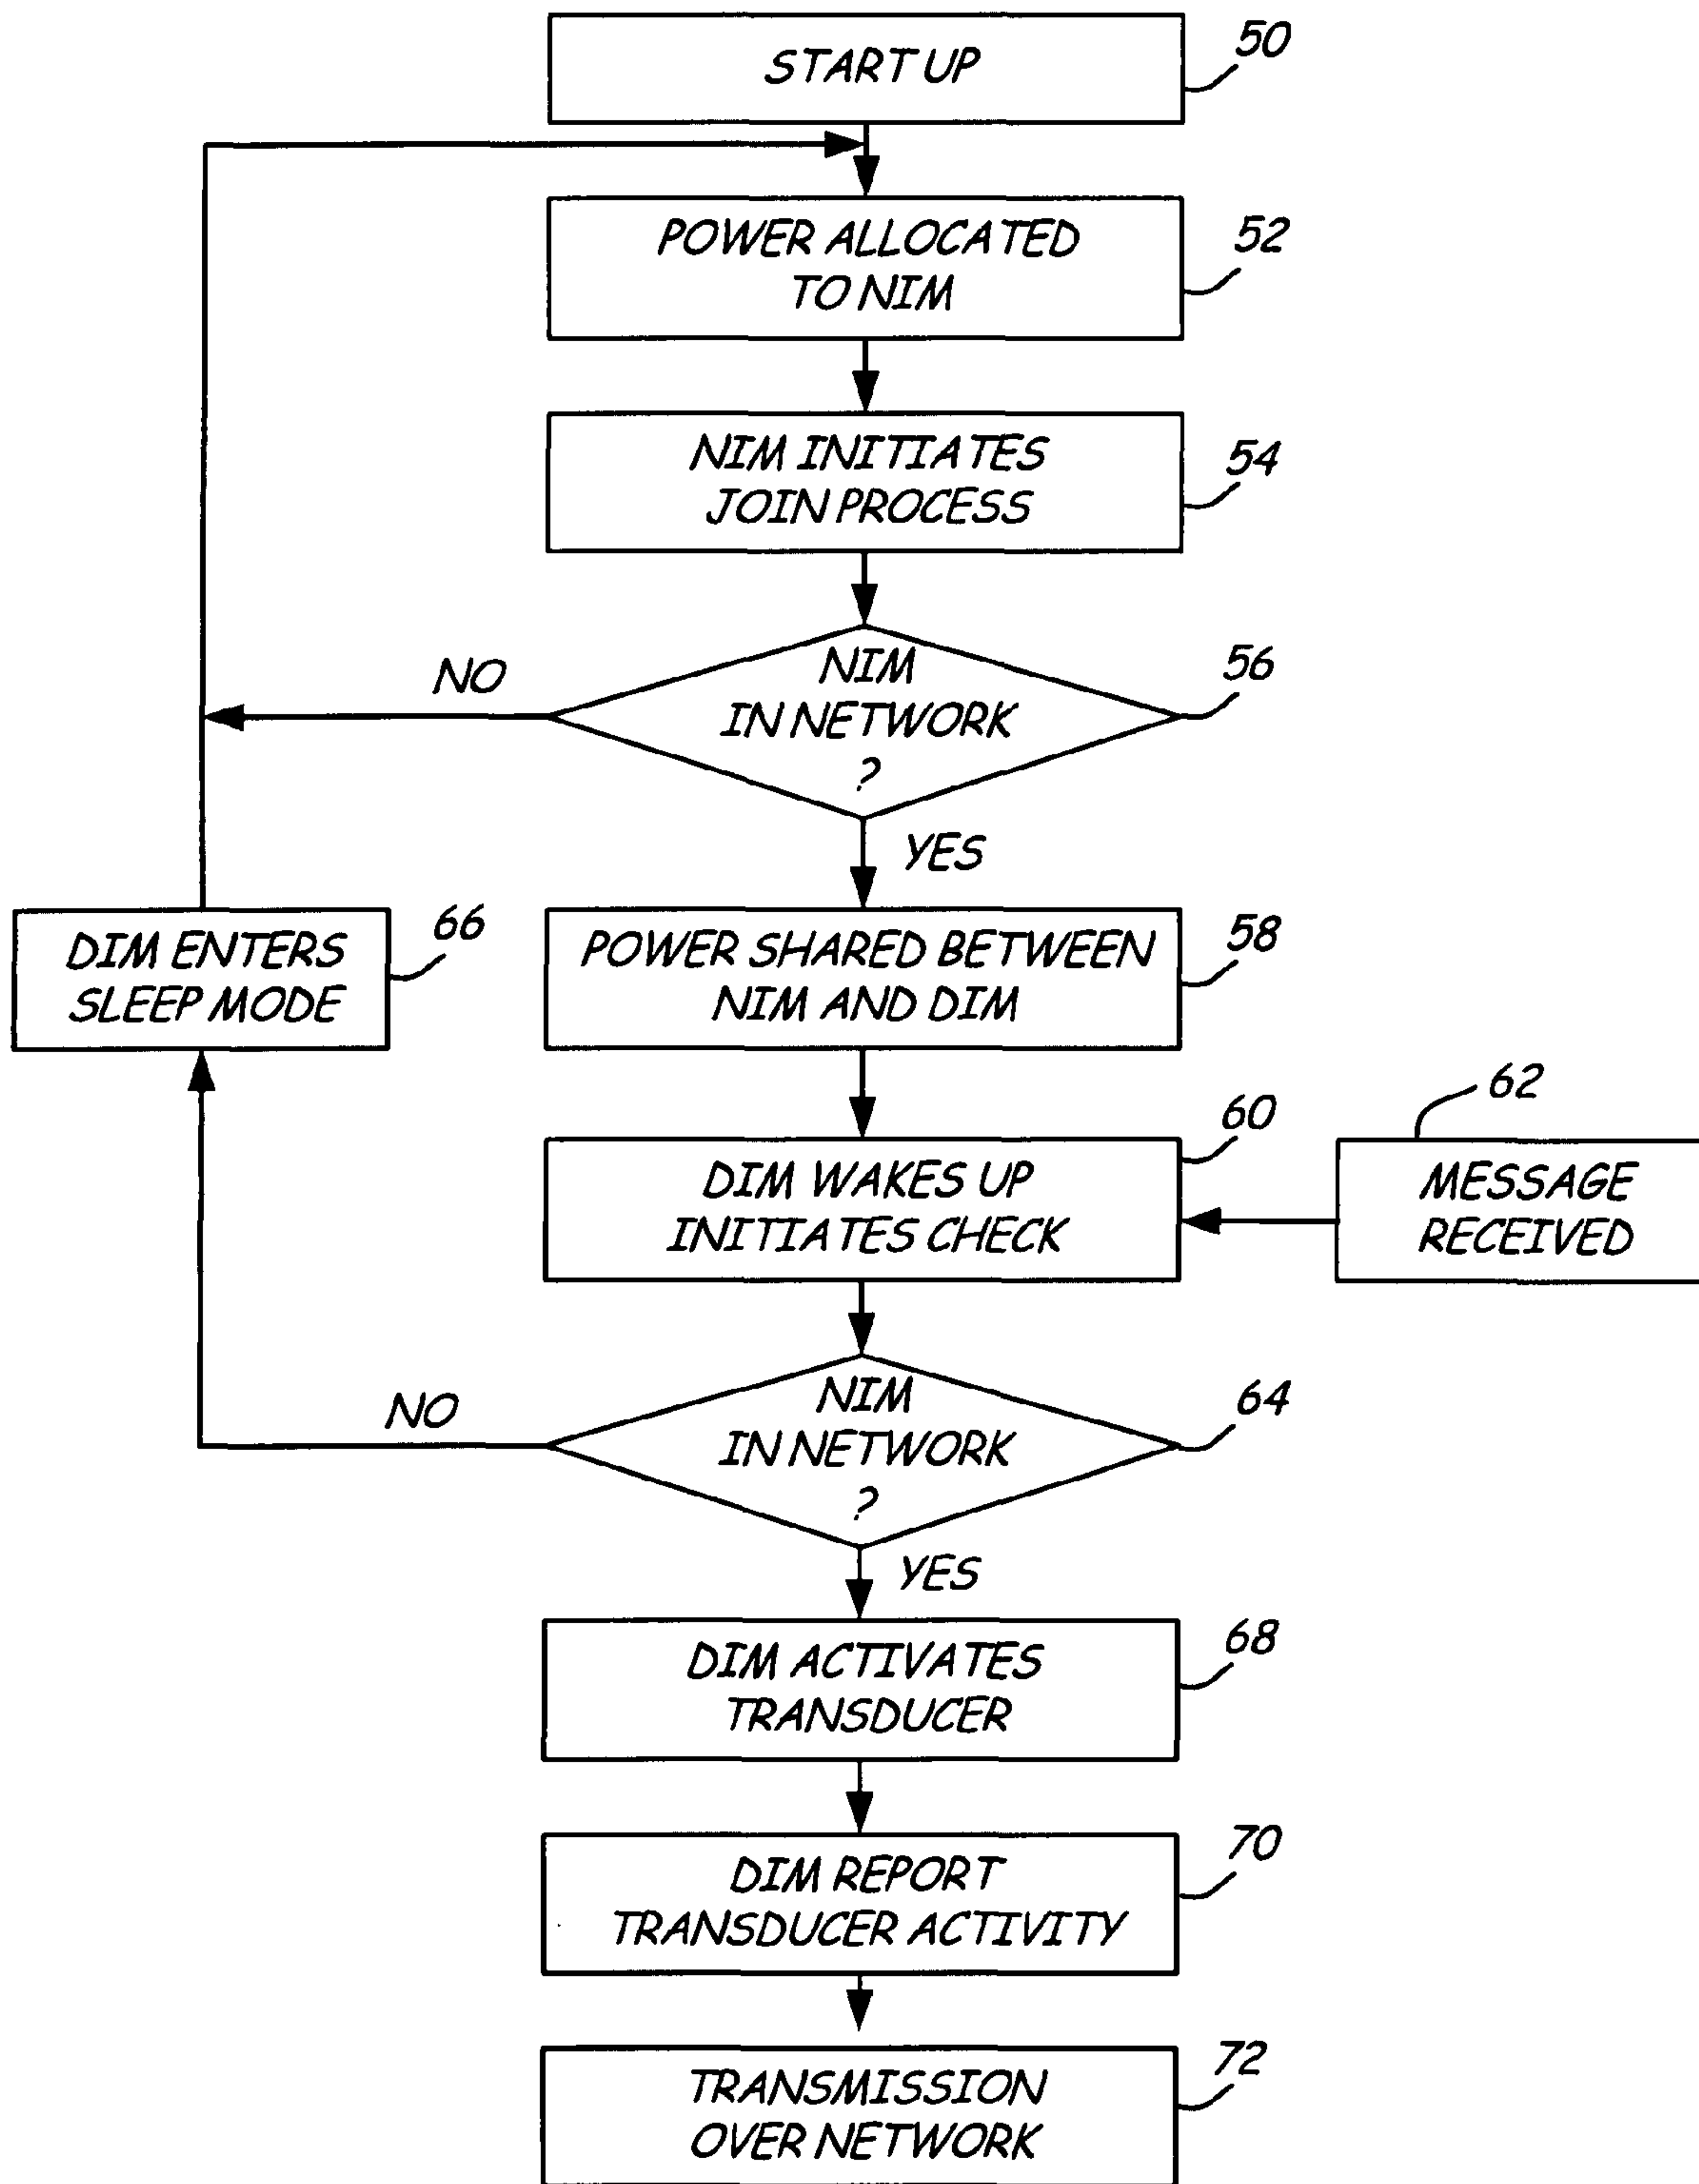 START UP
50
POWER ALLOCATED
TO NIM
52
NIM INITIATES
JOIN PROCESS
54
NIM
IN NETWORK
?
56
NO
YES
DIM ENTERS
SLEEP MODE
66
POWER SHARED BETWEEN
NIM AND DIM
58
DIM WAKES UP
INITIATES CHECK
60
62
MESSAGE
RECEIVED
NIM
IN NETWORK
?
64
NO
YES
DIM ACTIVATES
TRANSDUCER
68
DIM REPORT
TRANSDUCER ACTIVITY
70
TRANSMISSION
OVER NETWORK
72